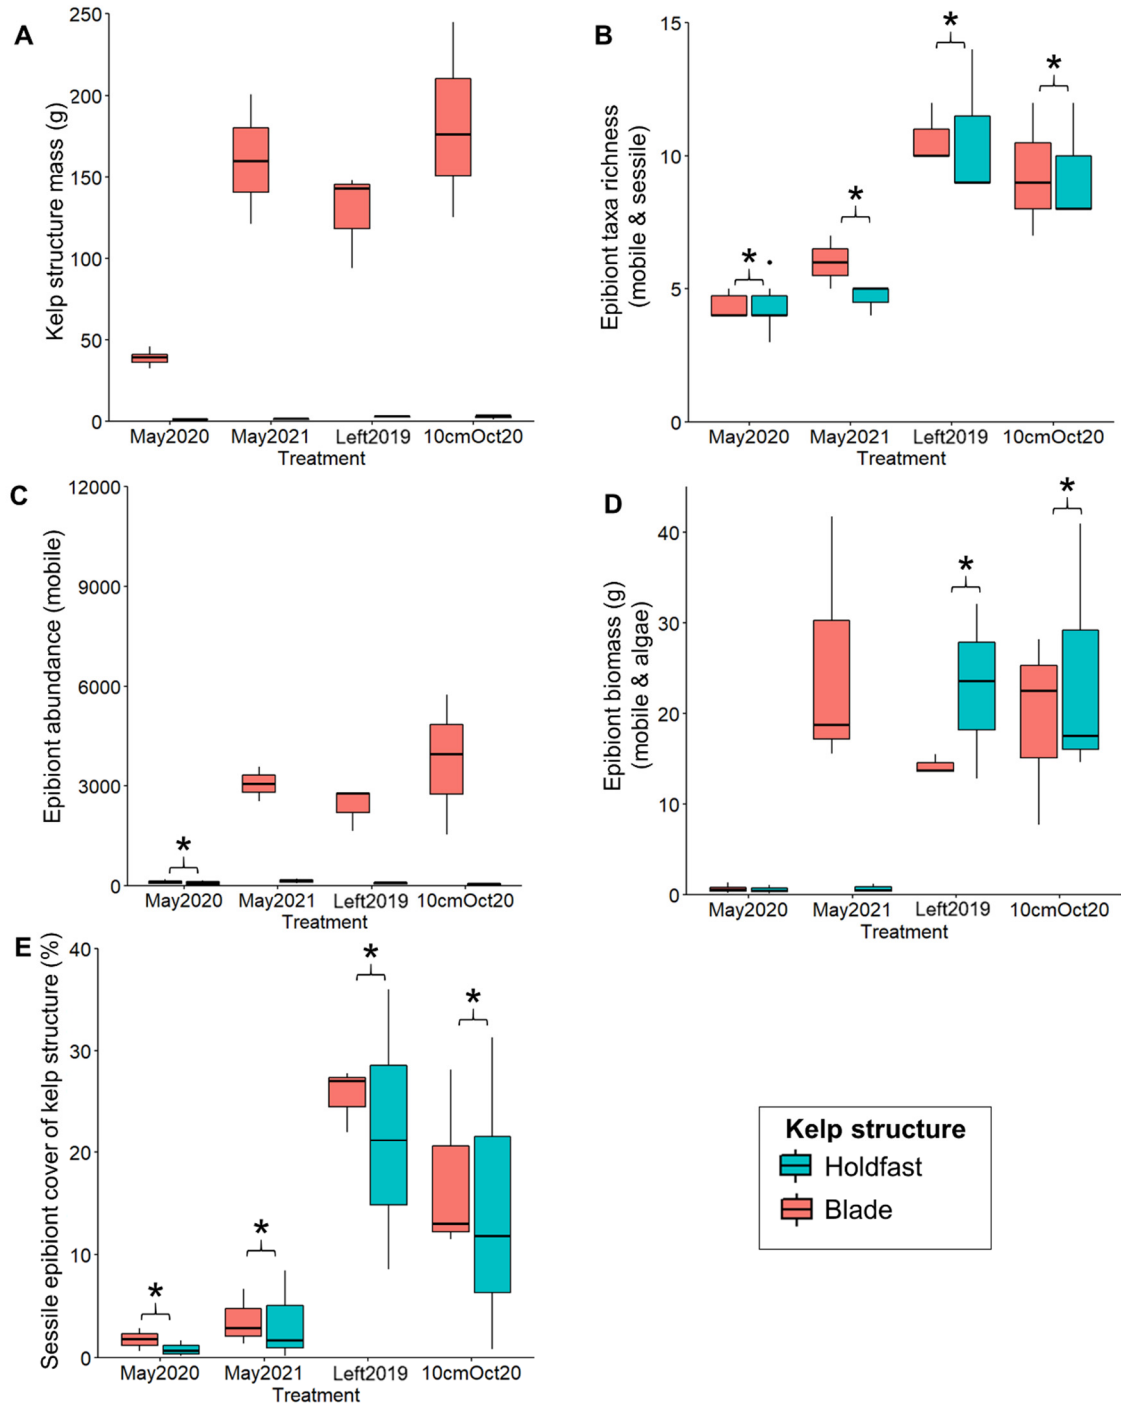 A
Kelp structure mass (g)
250
200
150
100
50
0
May2020 May2021 Left2019 10cmOct20
Treatment
B
Epibiont taxa richness
(mobile & sessile)
15
10
5
0
* * * *
May2020 May2021 Left2019 10cmOct20
Treatment
C
Epibiont abundance (mobile)
12000
9000
6000
3000
0
*
May2020 May2021 Left2019 10cmOct20
Treatment
D
Epibiont biomass (g)
(mobile & algae)
40
30
20
10
0
* *
May2020 May2021 Left2019 10cmOct20
Treatment
E
Sessile epibiont cover of kelp structure (%)
40
30
20
10
0
* * * *
May2020 May2021 Left2019 10cmOct20
Treatment
Kelp structure
Holdfast
Blade